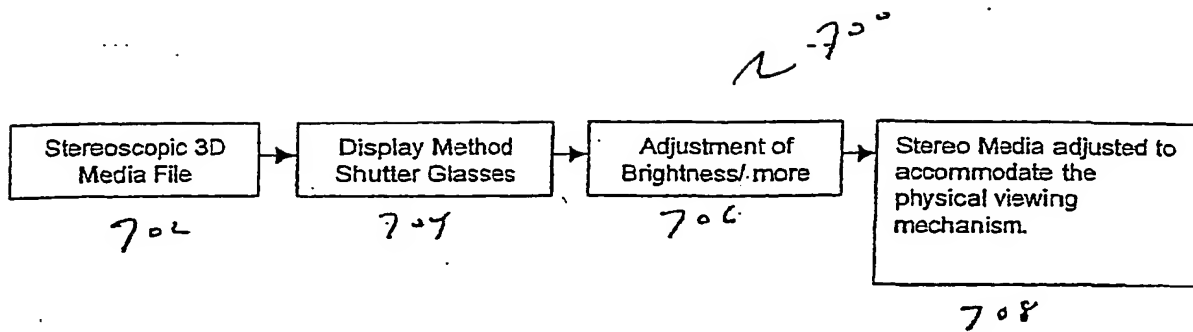 700
Stereoscopic 3D
Media File
Display Method
Shutter Glasses
Adjustment of
Brightness/ more
Stereo Media adjusted to
accommodate the
physical viewing
mechanism.
702
704
706
708